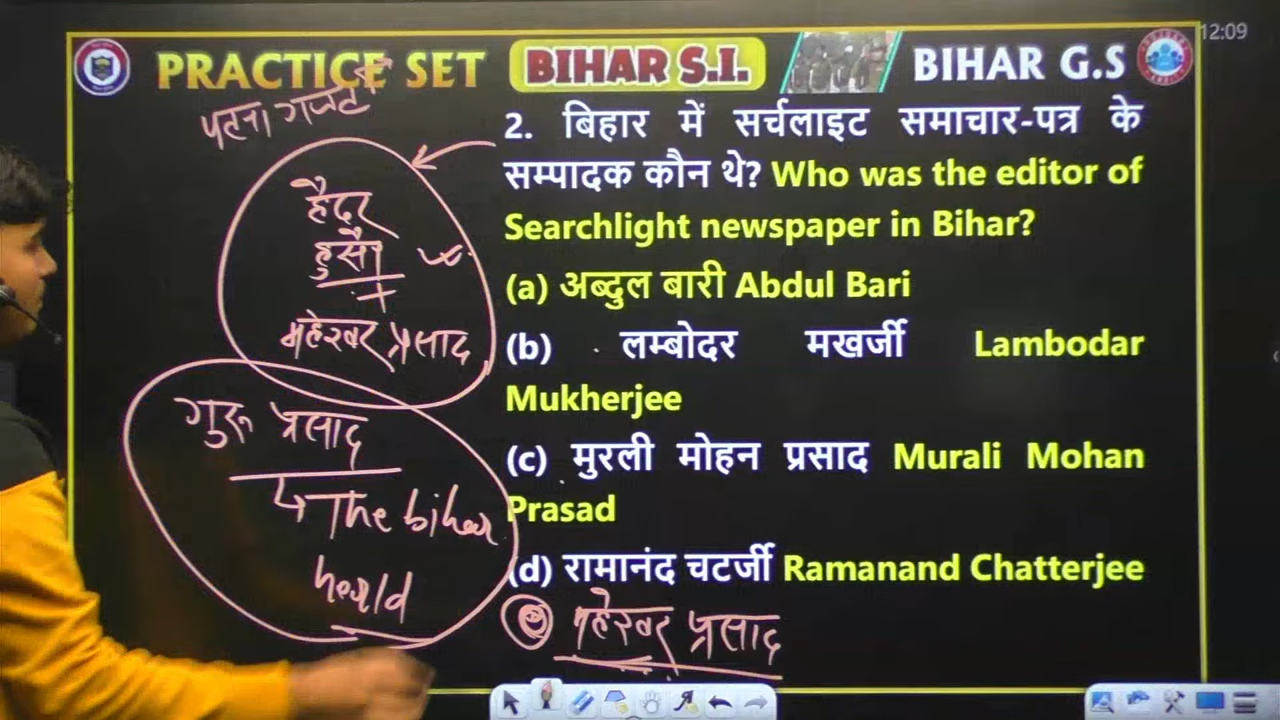 12:09
PRACTICE SET BIHAR S.I. BIHAR G.S
पटना गजट
2. बिहार में सर्चलाइट समाचार-पत्र के
सम्पादक कौन थे? Who was the editor of
Searchlight newspaper in Bihar?
(a) अब्दुल बारी Abdul Bari
(b) लम्बोदर मखर्जी Lambodar
Mukherjee
(c) मुरली मोहन प्रसाद Murali Mohan
Prasad
(d) रामानंद चटर्जी Ramanand Chatterjee
महेश्वर प्रसाद
हैदर
+
महेश्वर प्रसाद
गुरु प्रसाद
↳ The bihar
herald